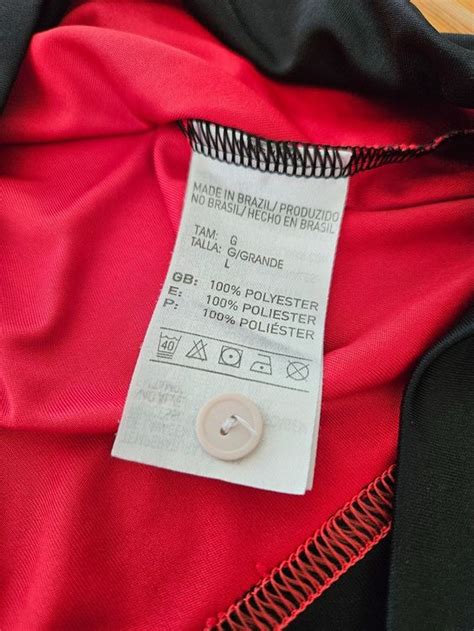 MADE IN BRAZIL/ PRODUZIDO
NO BRASIL/ HECHO EN BRASIL
TAM: G
TALLA: G/GRANDE
L
GB: 100% POLYESTER
E: 100% POLIÉSTER
P: 100% POLIÉSTER
40